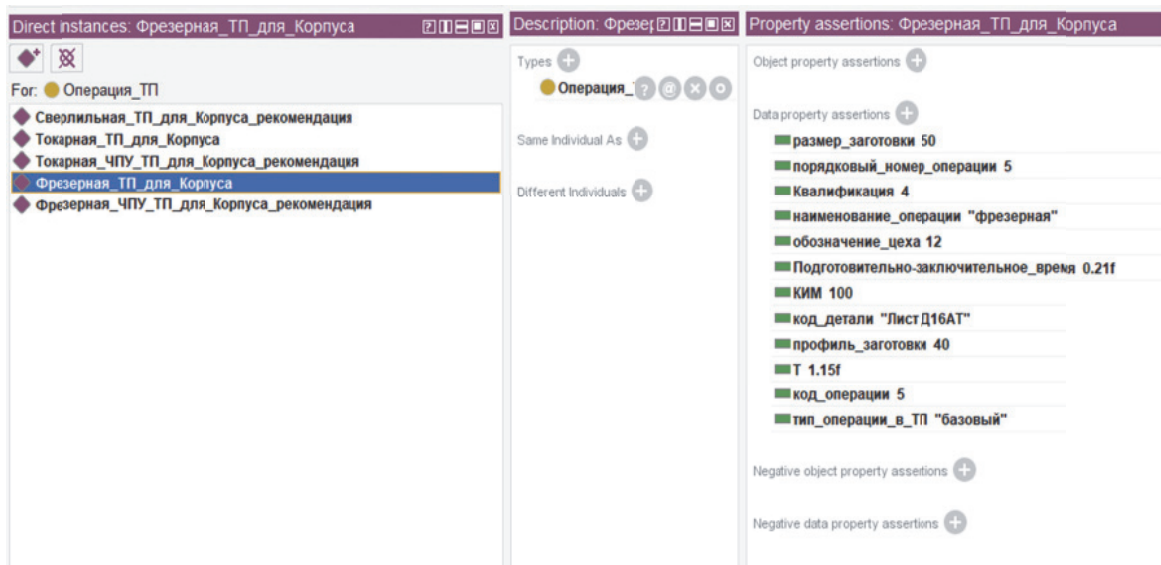 Direct instances: Фрезерная_ТП_для_Корпуса
For: Операция_ТП
Сверлильная_ТП_для_Корпуса_рекомендация
Токарная_ТП_для_Корпуса
Токарная_ЧПУ_ТП_для_Корпуса_рекомендация
Фрезерная_ТП_для_Корпуса
Фрезерная_ЧПУ_ТП_для_Корпуса_рекомендация
Description: Фрезер
Types
Операция_
Same Individual As
Different Individuals
Property assertions: Фрезерная_ТП_для_Корпуса
Object property assertions
Data property assertions
размер_заготовки 50
порядковый_номер_операции 5
Квалификация 4
наименование_операции "фрезерная"
обозначение_цеха 12
Подготовительно-заключительное_время 0.21f
КИМ 100
код_детали "Лист Д16АТ"
профиль_заготовки 40
Т 1.15f
код_операции 5
тип_операции_в_ТП "базовый"
Negative object property assertions
Negative data property assertions